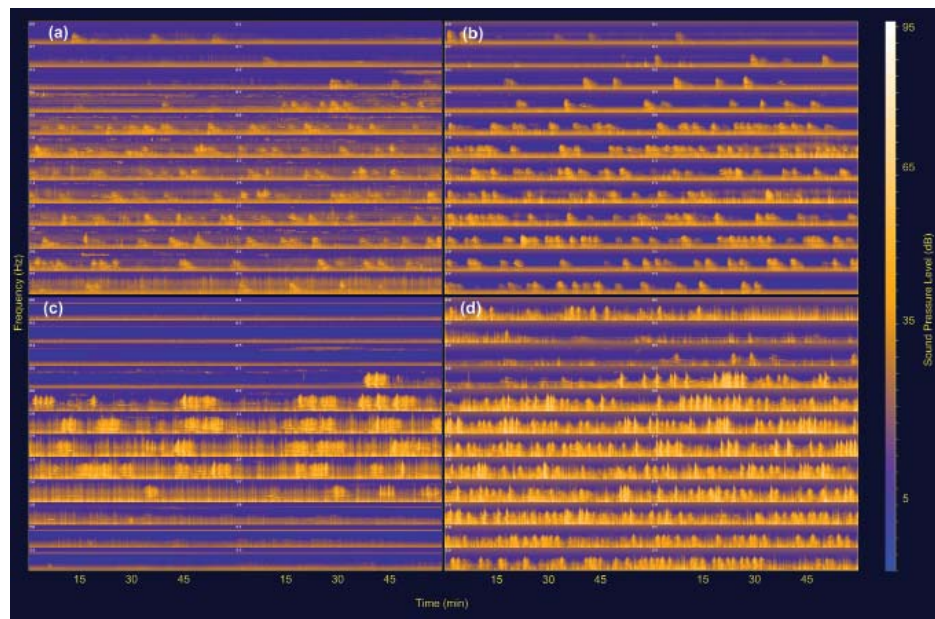 (a)
(b)
95
65
35
5
Sound Pressure Level (dB)
Frequency (Hz)
(c)
(d)
15 30 45 15 30 45 15 30 45 15 30 45
Time (min)